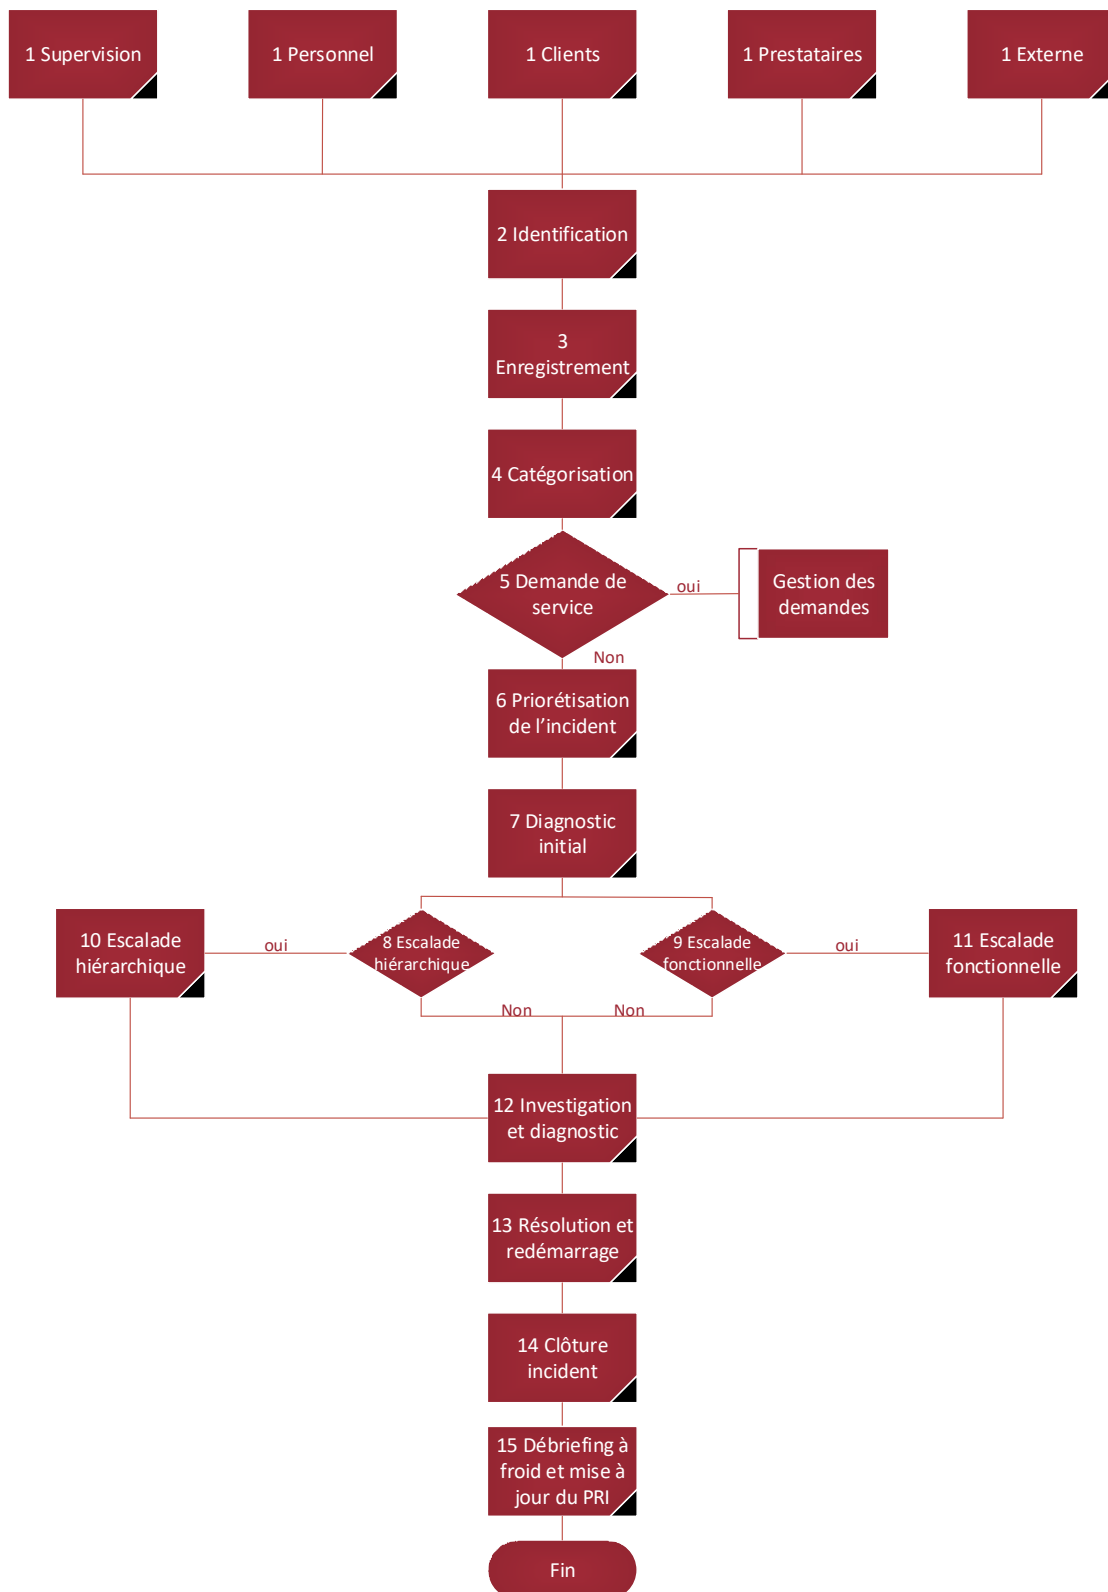 1 Supervision
1 Personnel
1 Clients
1 Prestataires
1 Externe
2 Identification
3
Enregistrement
4 Catégorisation
5 Demande de
service
oui
Gestion des
demandes
Non
6 Priorétisation
de l’incident
7 Diagnostic
initial
10 Escalade
hiérarchique
oui
8 Escalade
hiérarchique
9 Escalade
fonctionnelle
oui
11 Escalade
fonctionnelle
Non
Non
12 Investigation
et diagnostic
13 Résolution et
redémarrage
14 Clôture
incident
15 Débriefing à
froid et mise à
jour du PRI
Fin